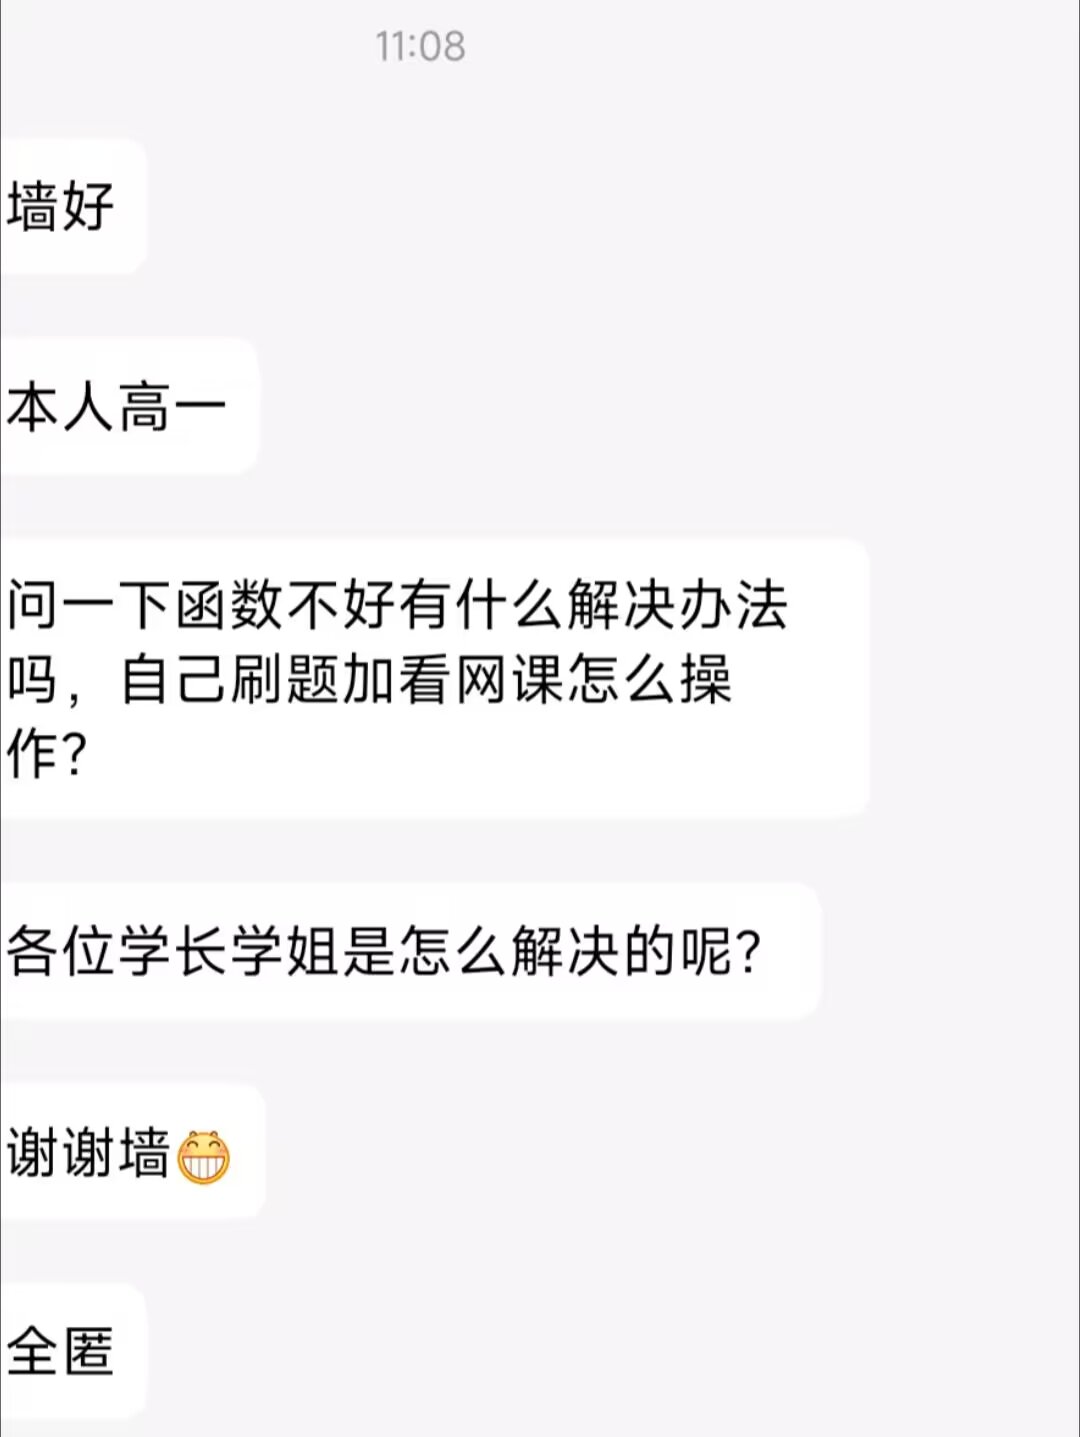 11:08
墙好
本人高一
问一下函数不好有什么解决办法
吗，自己刷题加看网课怎么操
作？
各位学长学姐是怎么解决的呢？
谢谢墙
全匿